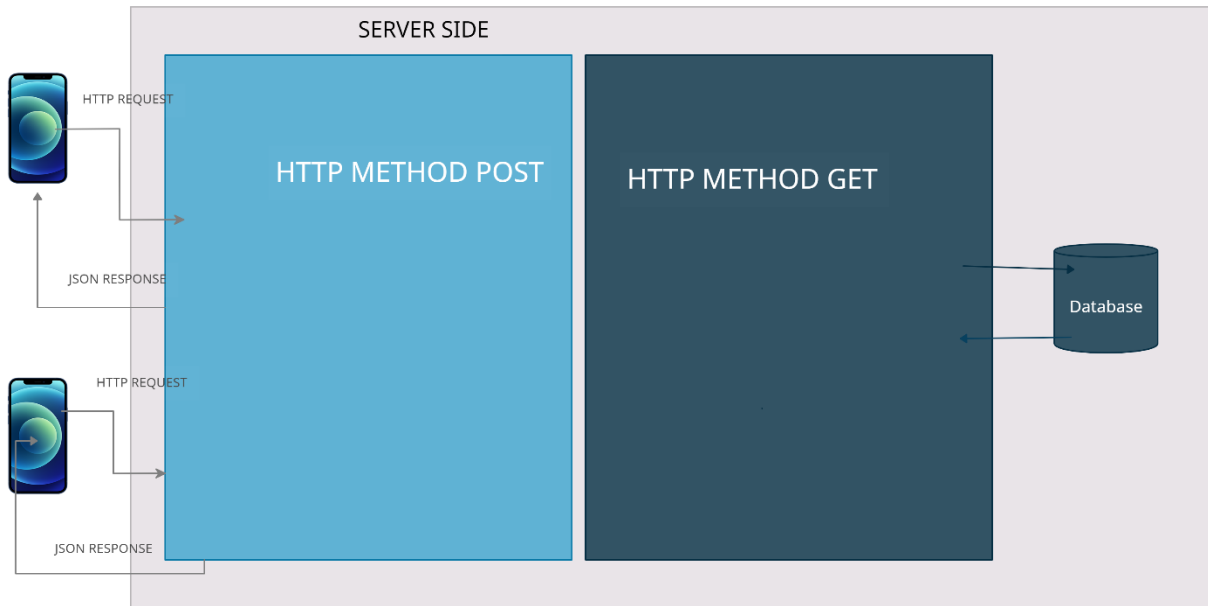 SERVER SIDE
HTTP REQUEST
HTTP METHOD POST
HTTP METHOD GET
JSON RESPONSE
Database
HTTP REQUEST
JSON RESPONSE